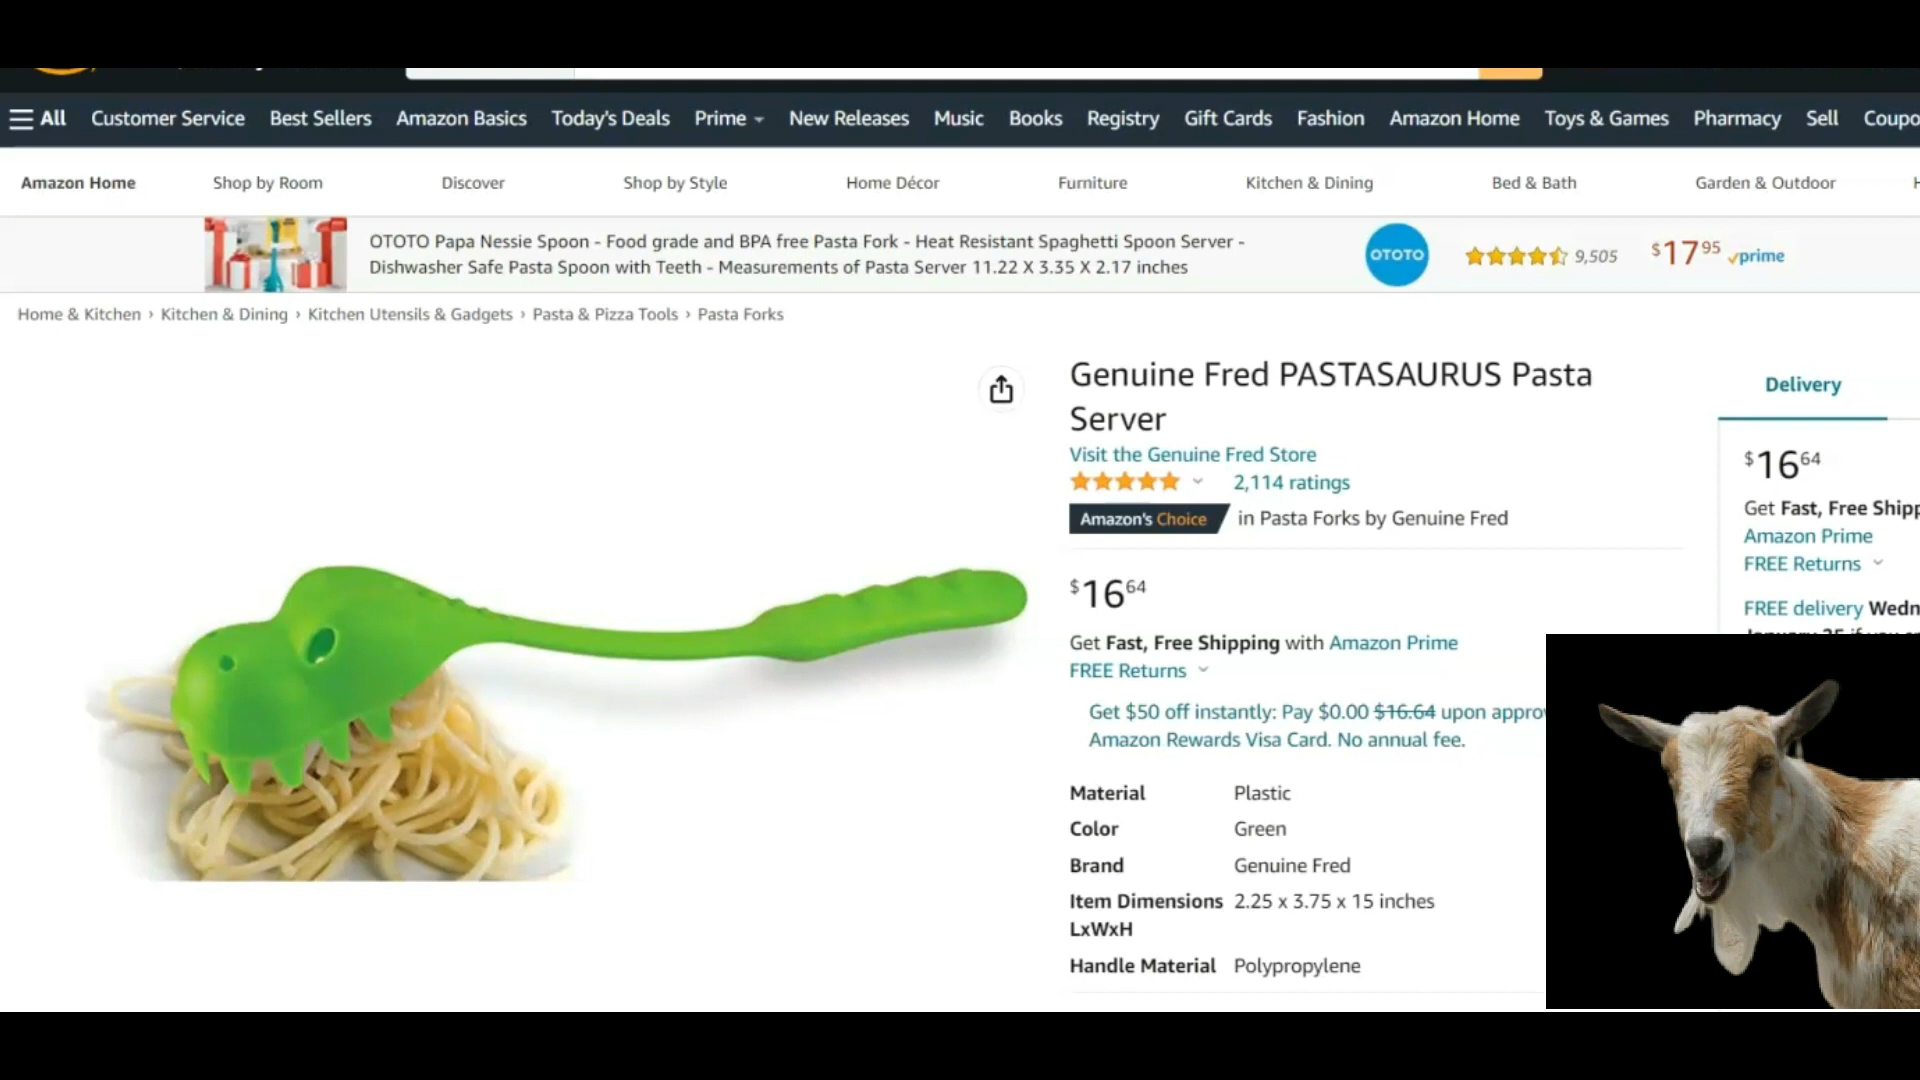 All Customer Service Best Sellers Amazon Basics Today's Deals Prime New Releases Music Books Registry Gift Cards Fashion Amazon Home Toys & Games Pharmacy Sell Coupo
Amazon Home Shop by Room Discover Shop by Style Home Décor Furniture Kitchen & Dining Bed & Bath Garden & Outdoor
OTOTO Papa Nessie Spoon - Food grade and BPA free Pasta Fork - Heat Resistant Spaghetti Spoon Server -
Dishwasher Safe Pasta Spoon with Teeth - Measurements of Pasta Server 11.22 X 3.35 X 2.17 inches
OTOTO
9,505
$17.95 prime
Home & Kitchen › Kitchen & Dining › Kitchen Utensils & Gadgets › Pasta & Pizza Tools › Pasta Forks
Genuine Fred PASTASAURUS Pasta
Server
Visit the Genuine Fred Store
2,114 ratings
Amazon's Choice in Pasta Forks by Genuine Fred
$16 64
Get Fast, Free Shipping with Amazon Prime
FREE Returns
Get $50 off instantly: Pay $0.00 $16.64 upon appro
Amazon Rewards Visa Card. No annual fee.
Material Plastic
Color Green
Brand Genuine Fred
Item Dimensions 2.25 x 3.75 x 15 inches
LxWxH
Handle Material Polypropylene
Delivery
$16 64
Get Fast, Free Shipp
Amazon Prime
FREE Returns
FREE delivery Wedn